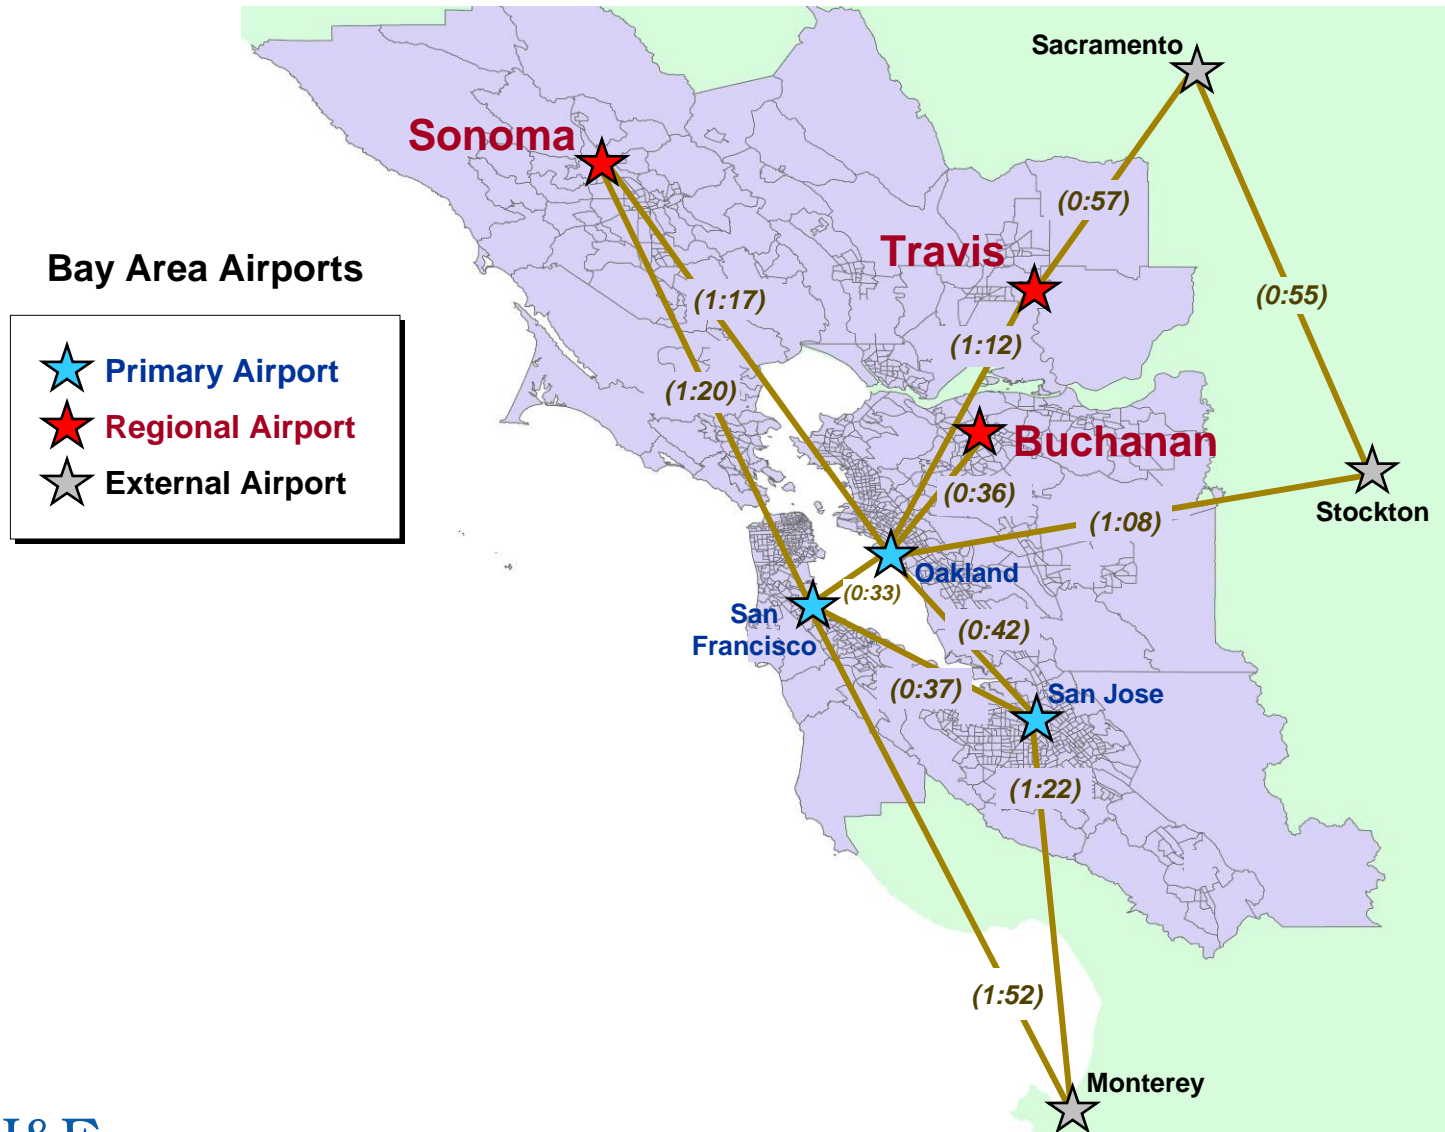 Sacramento
Sonoma
(0:57)
Travis
Bay Area Airports
(1:17)
(0:55)
(1:12)
Primary Airport
(1:20)
Regional Airport
Buchanan
External Airport
(0:36)
Stockton
(1:08)
Oakland
(0:33)
San
Francisco
(0:42)
(0:37)
San Jose
(1:22)
(1:52)
Monterey